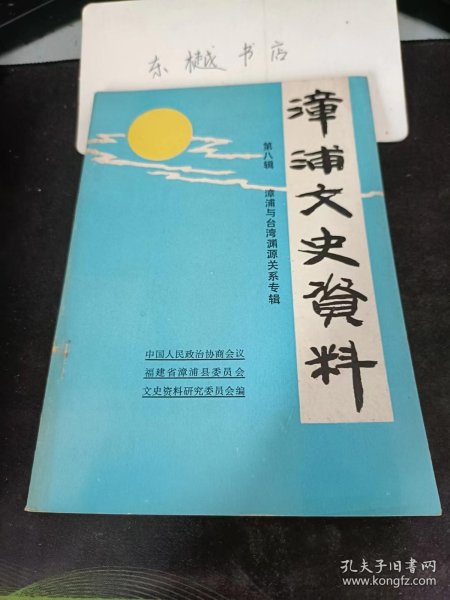 东樾书店
漳浦文史資料
第八辑 漳浦与台湾渊源关系专辑
中国人民政治协商会议
福建省漳浦县委员会
文史资料研究委员会编
孔夫子旧书网
www.kongfz.com